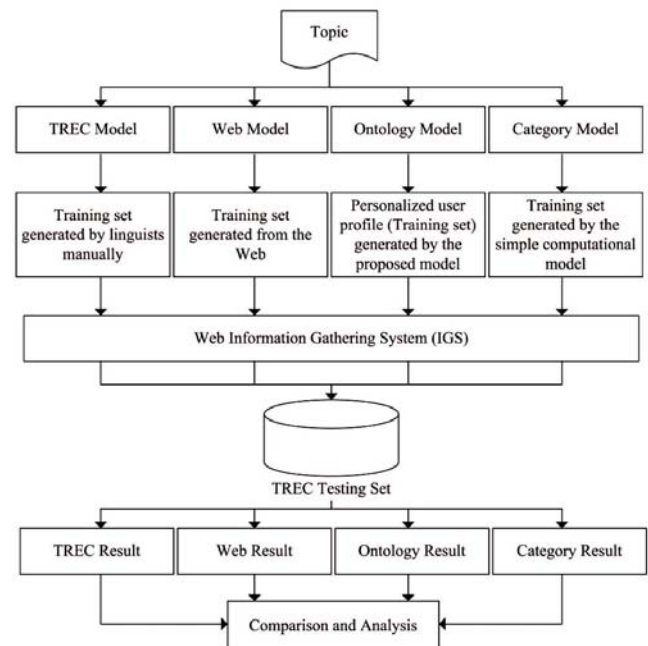 Topic
TREC Model
Web Model
Ontology Model
Category Model
Training set
generated by linguists
manually
Training set
generated from the
Web
Personalized user
profile (Training set)
generated by the
proposed model
Training set
generated by the
simple computational
model
Web Information Gathering System (IGS)
TREC Testing Set
TREC Result
Web Result
Ontology Result
Category Result
Comparison and Analysis